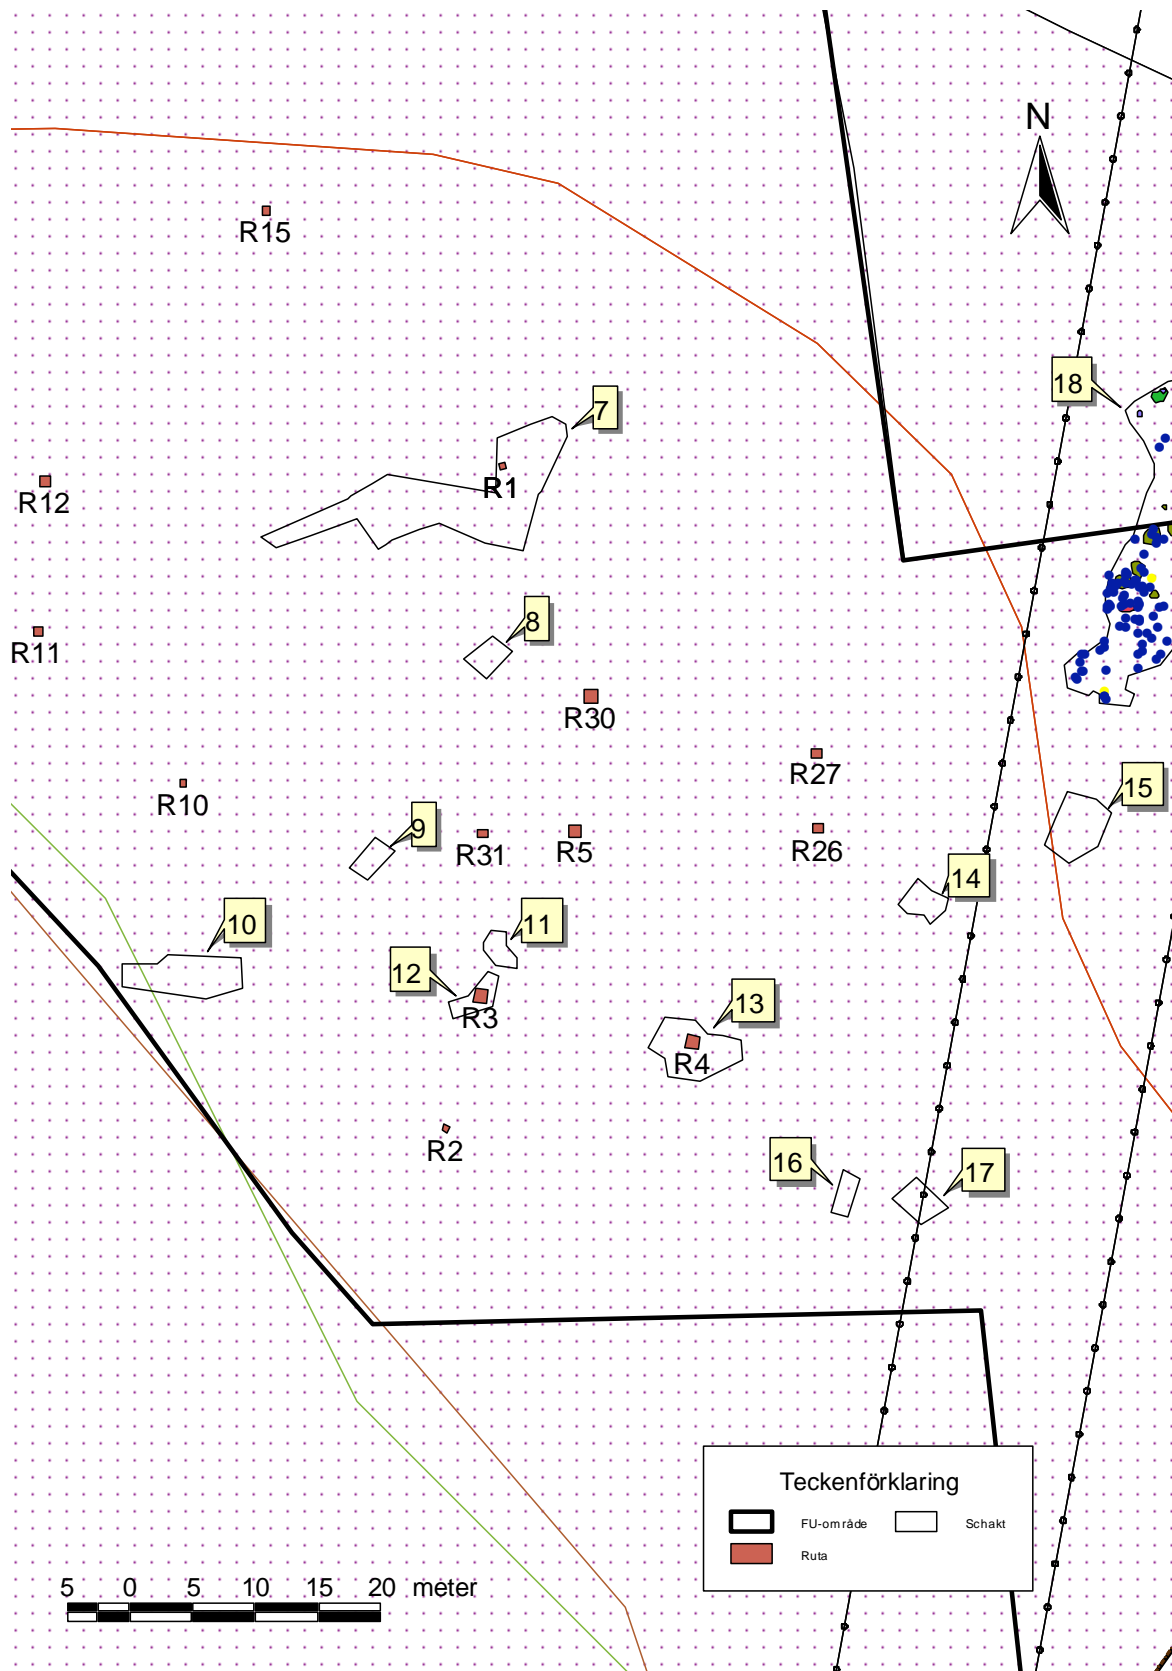 N
R15
18
7
R1
R12
8
R11
R30
R27
15
R10
9
R31
R5
R26
14
10
11
12
R3
13
R4
R2
16
17
Teckenförklaring
FU-område
Schakt
Ruta
5 0 5 10 15 20 meter